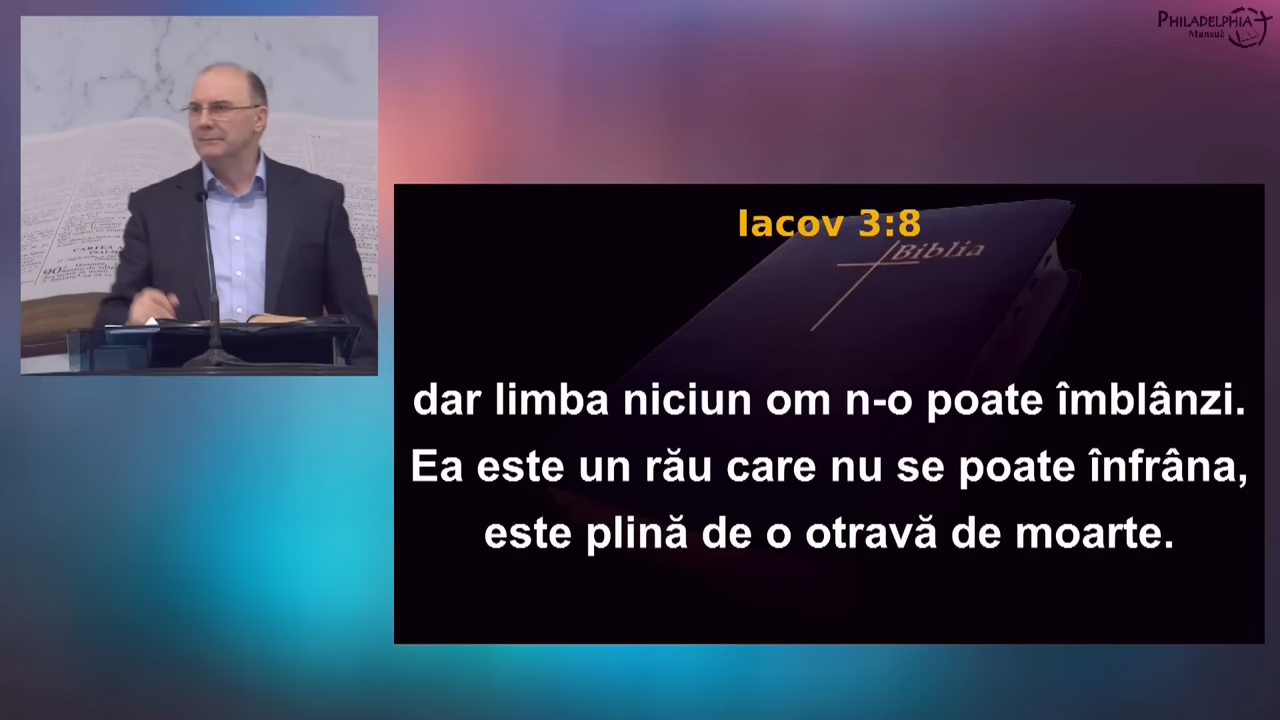 PHILADELPHIA
Mansuè
Iacov 3:8
Biblia
dar limba niciun om n-o poate îmblânzi.
Ea este un rău care nu se poate înfrâna,
este plină de o otravă de moarte.
90